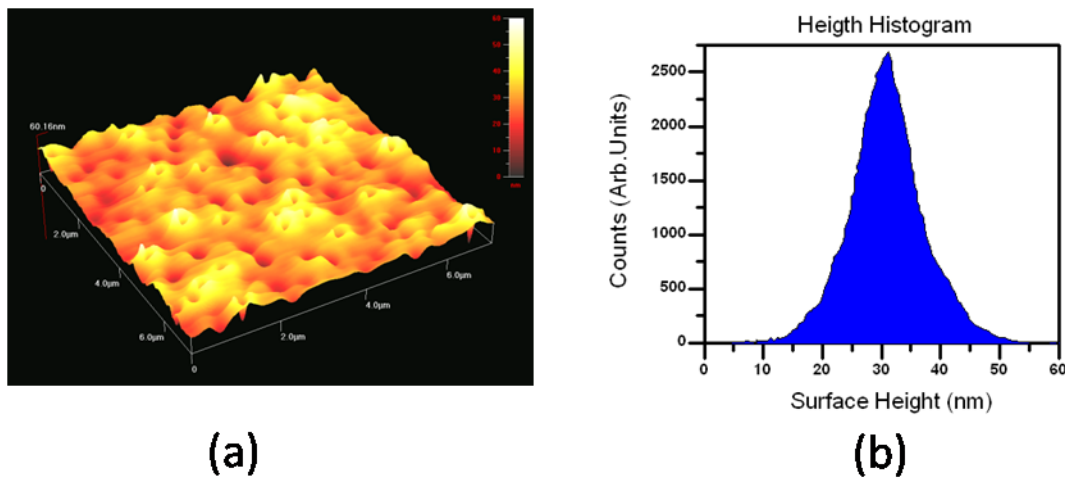 60
50
40
30
20
10
0
nm
60.16nm
0
2.0µm
4.0µm
6.0µm
0
2.0µm
4.0µm
6.0µm
(a)
Heigth Histogram
Counts (Arb.Units)
2500
2000
1500
1000
500
0
0 10 20 30 40 50 60
Surface Height (nm)
(b)